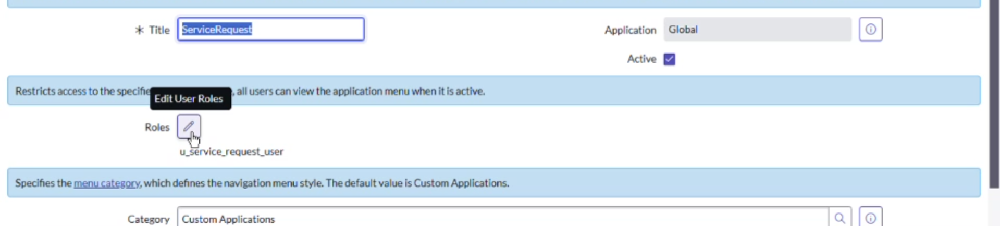 * Title ServiceRequest Application Global
Active
Restricts access to the specifie , all users can view the application menu when it is active.
Edit User Roles
Roles
u_service_request_user
Specifies the menu category, which defines the navigation menu style. The default value is Custom Applications.
Category Custom Applications